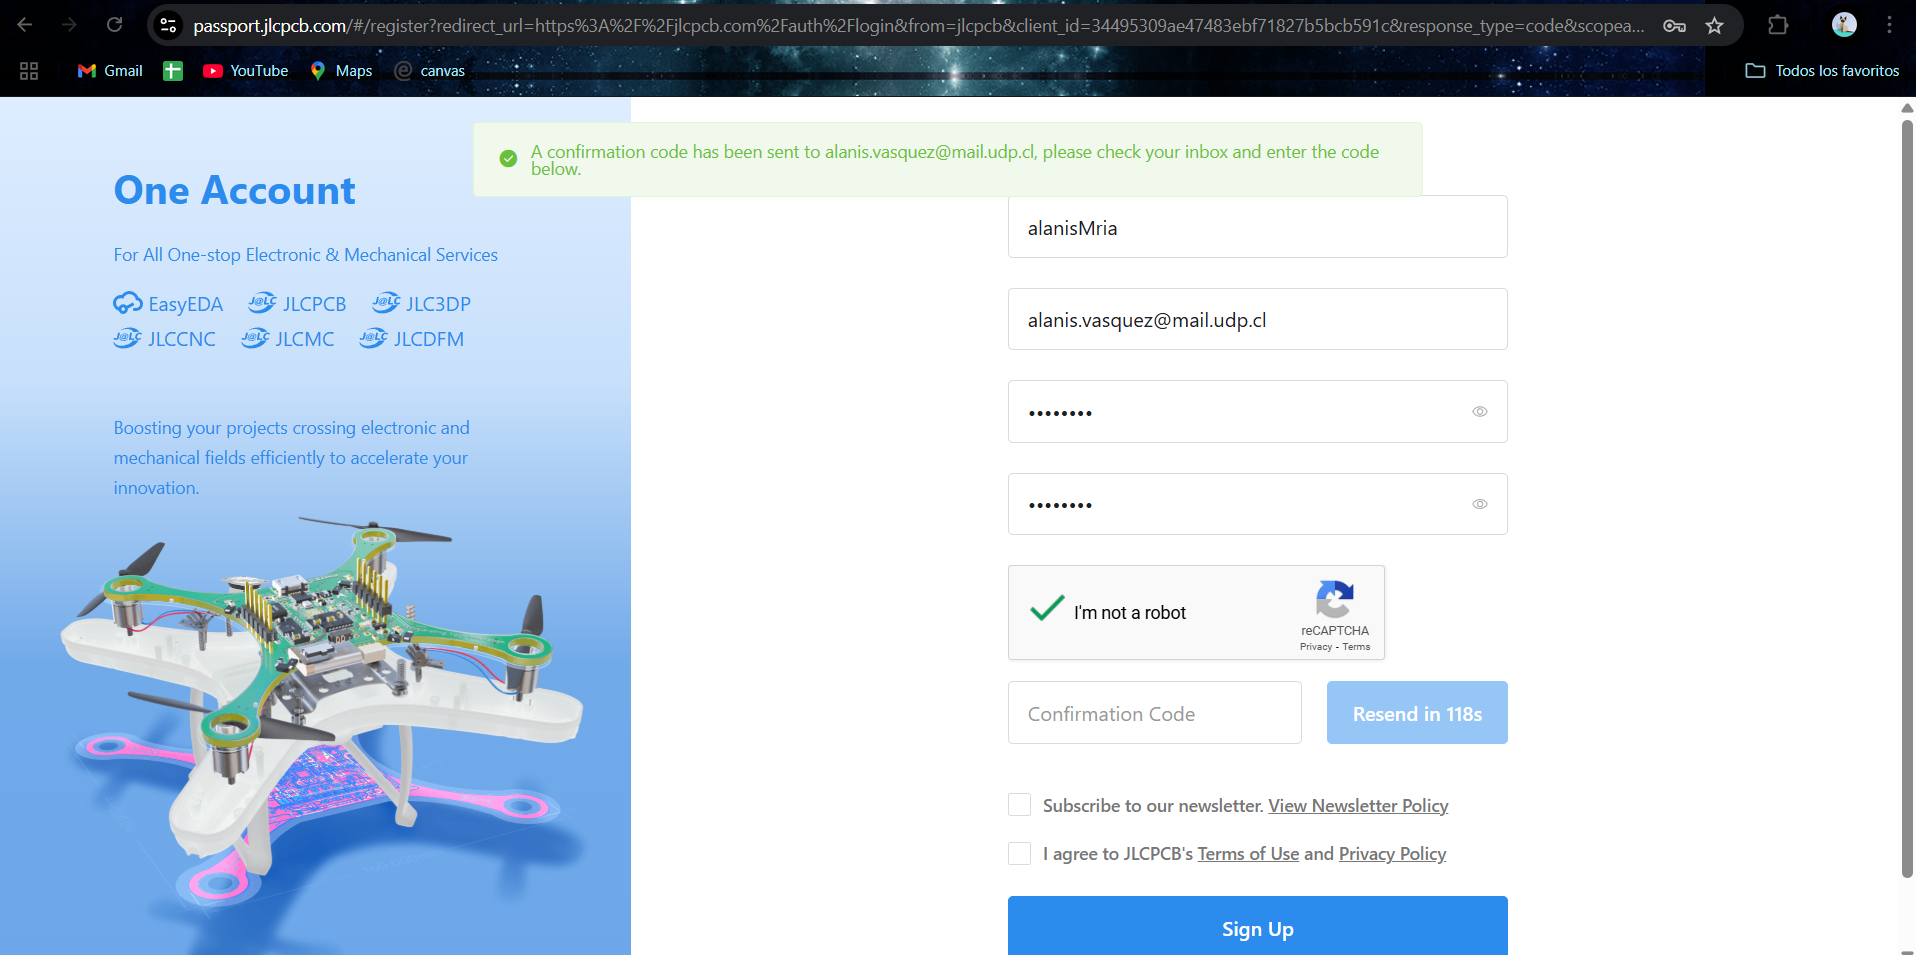 passport.jlcpcb.com/#/register?redirect_url=https%3A%2F%2Fjlcpcb.com%2Fauth%2Flogin&from=jlcpcb&client_id=34495309ae47483ebf71827b5bcb591c&response_type=code&scopea...
Gmail
YouTube
Maps
canvas
Todos los favoritos
A confirmation code has been sent to alanis.vasquez@mail.udp.cl, please check your inbox and enter the code
below.
One Account
For All One-stop Electronic & Mechanical Services
EasyEDA J@LC JLCPCB J@LC JLC3DP
J@LC JLCCNC J@LC JLCMC J@LC JLCDFM
Boosting your projects crossing electronic and
mechanical fields efficiently to accelerate your
innovation.
alanisMria
alanis.vasquez@mail.udp.cl
••••••••
••••••••
I'm not a robot
reCAPTCHA
Privacy - Terms
Confirmation Code
Resend in 118s
Subscribe to our newsletter. View Newsletter Policy
I agree to JLCPCB's Terms of Use and Privacy Policy
Sign Up